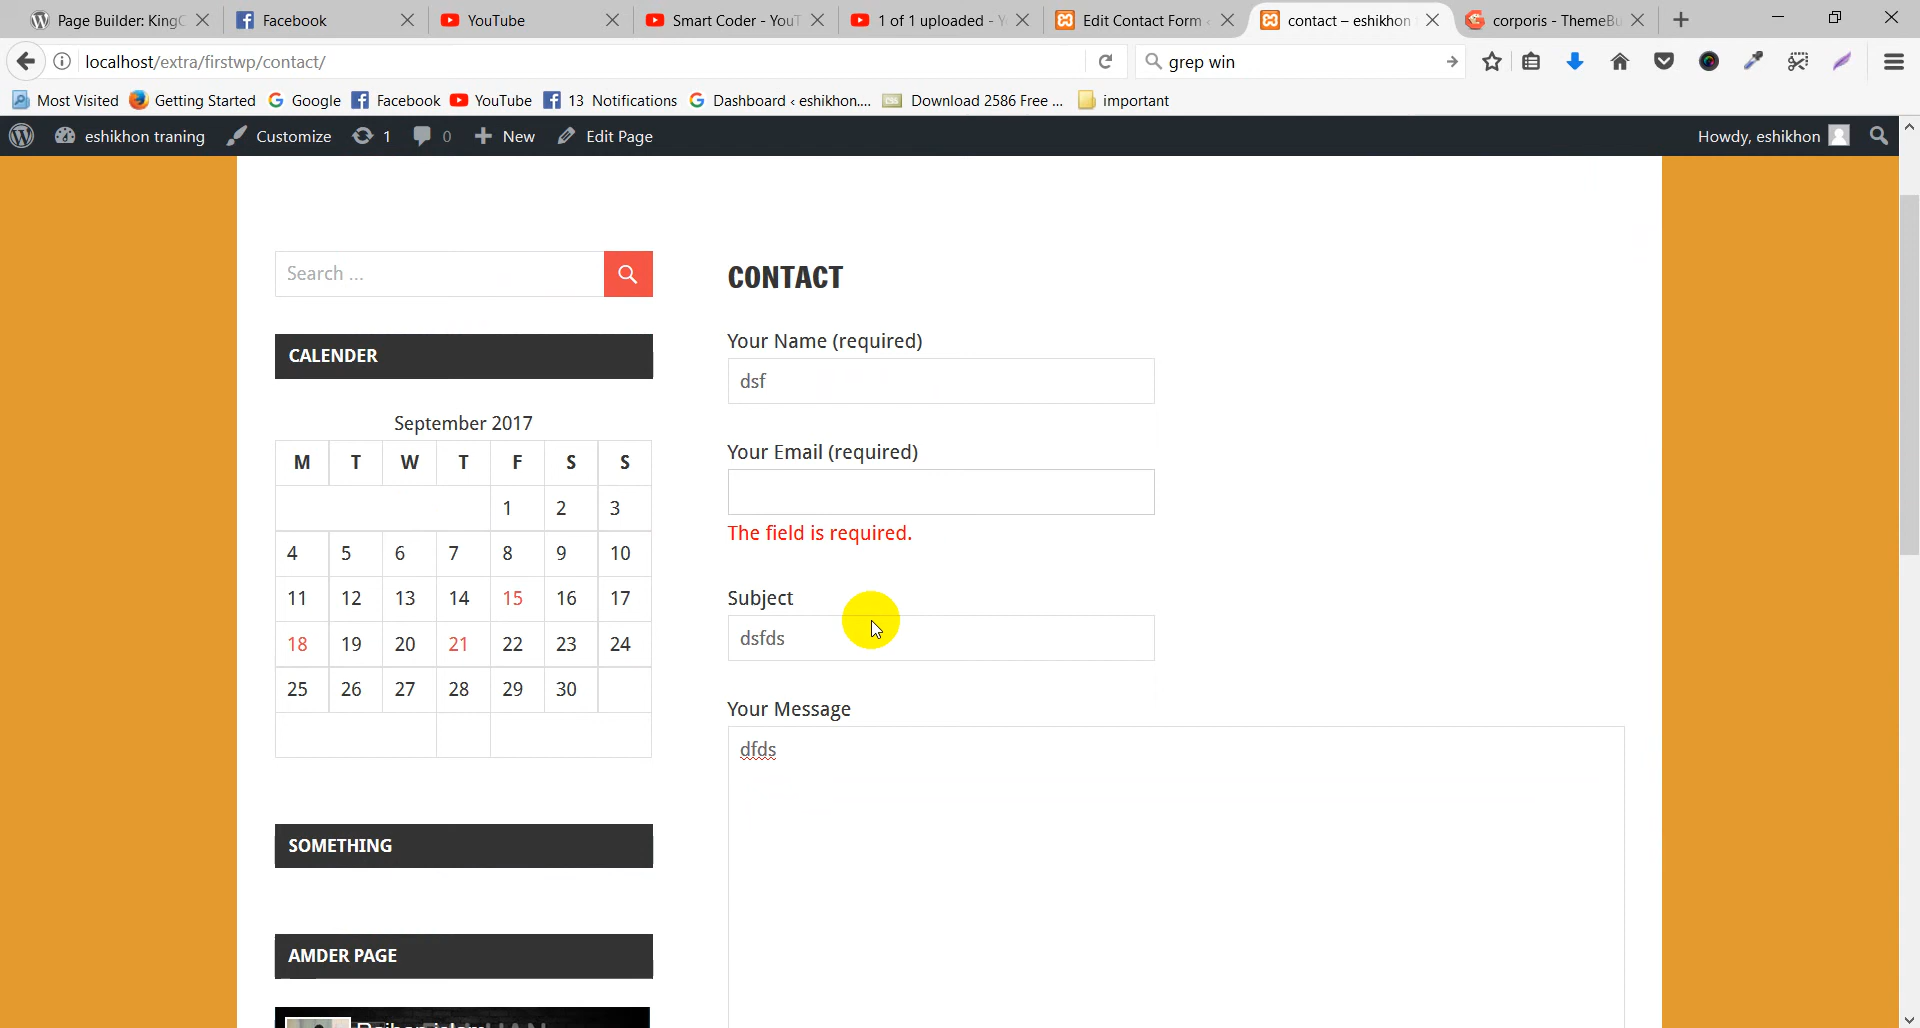 Page Builder: KingC
Facebook
YouTube
Smart Coder - YouT
1 of 1 uploaded - Y
Edit Contact Form ‹
contact – eshikhon
corporis - ThemeBu
localhost/extra/firstwp/contact/
grep win
Most Visited
Getting Started
Google
Facebook
YouTube
13 Notifications
Dashboard ‹ eshikhon....
Download 2586 Free ...
important
eshikhon traning
Customize
1
0
New
Edit Page
Howdy, eshikhon
Search ...
CALENDER
September 2017
M T W T F S S
1 2 3
4 5 6 7 8 9 10
11 12 13 14 15 16 17
18 19 20 21 22 23 24
25 26 27 28 29 30
SOMETHING
AMDER PAGE
CONTACT
Your Name (required)
dsf
Your Email (required)
The field is required.
Subject
dsfds
Your Message
dfds